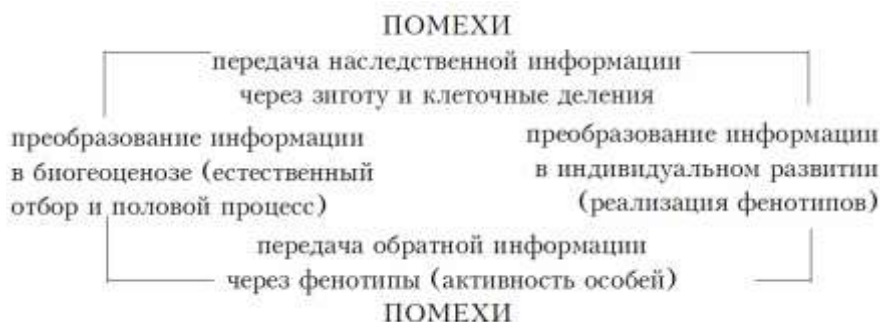 ПОМЕХИ
передача наследственной информации
через зиготу и клеточные деления
преобразование информации
в биогеоценозе (естественный
отбор и половой процесс)
преобразование информации
в индивидуальном развитии
(реализация фенотипов)
передача обратной информации
через фенотипы (активность особей)
ПОМЕХИ